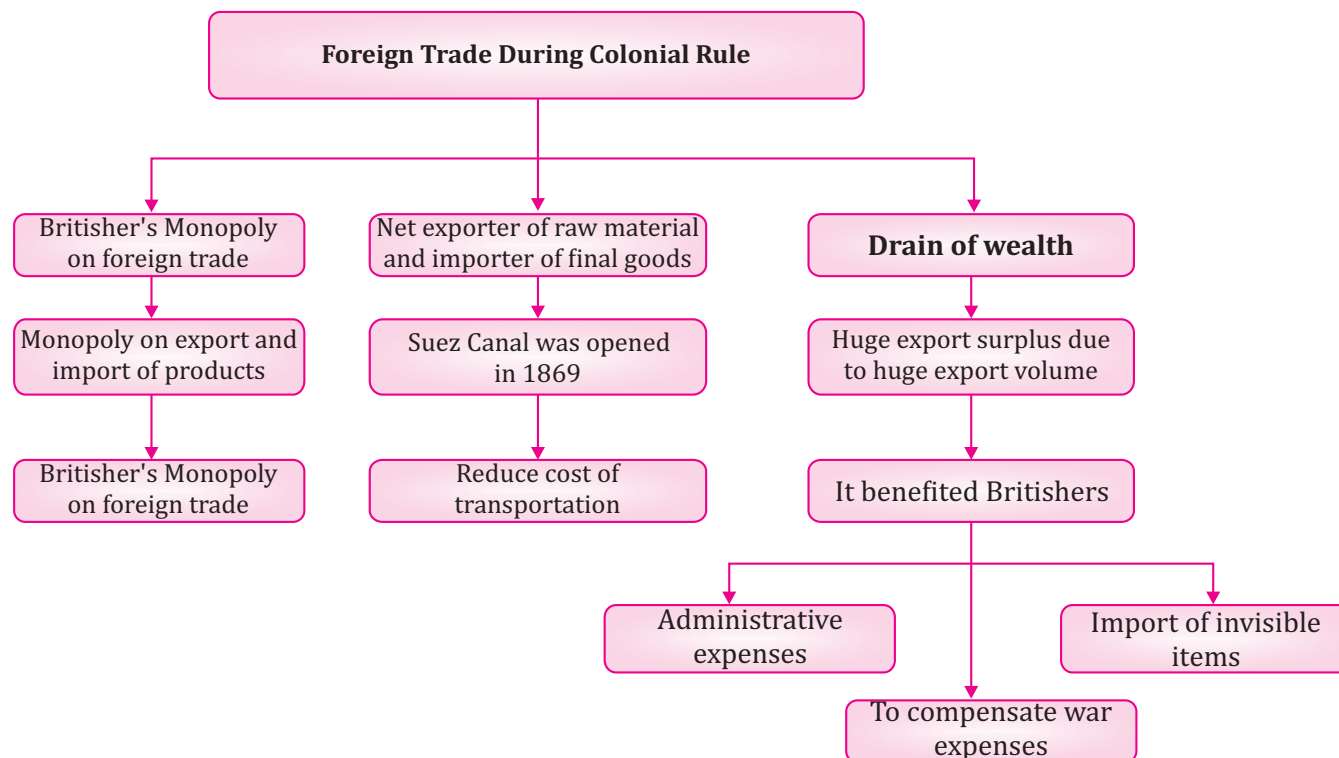 Foreign Trade During Colonial Rule
Britisher's Monopoly
on foreign trade
Net exporter of raw material
and importer of final goods
Drain of wealth
Monopoly on export and
import of products
Suez Canal was opened
in 1869
Huge export surplus due
to huge export volume
Britisher's Monopoly
on foreign trade
Reduce cost of
transportation
It benefited Britishers
Administrative
expenses
Import of invisible
items
To compensate war
expenses